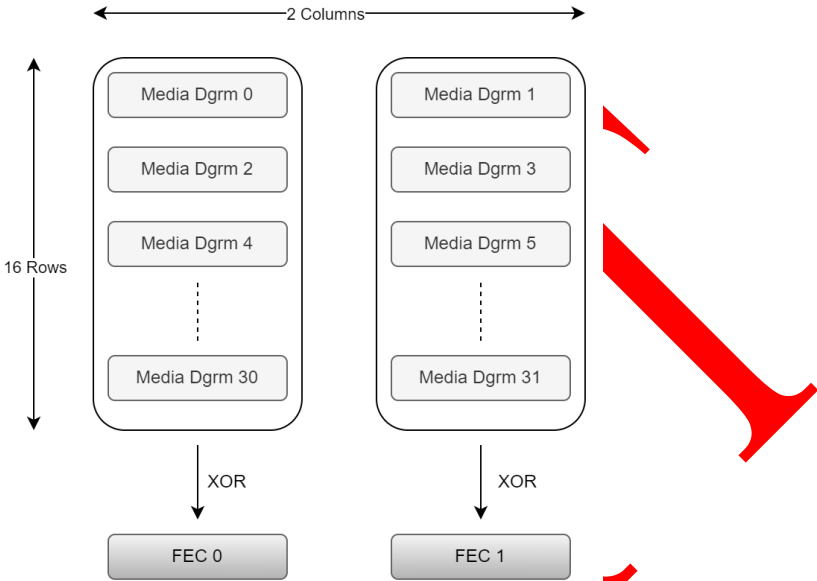 2 Columns
Media Dgrm 0
Media Dgrm 1
Media Dgrm 2
Media Dgrm 3
Media Dgrm 4
Media Dgrm 5
16 Rows
Media Dgrm 30
Media Dgrm 31
XOR
XOR
FEC 0
FEC 1